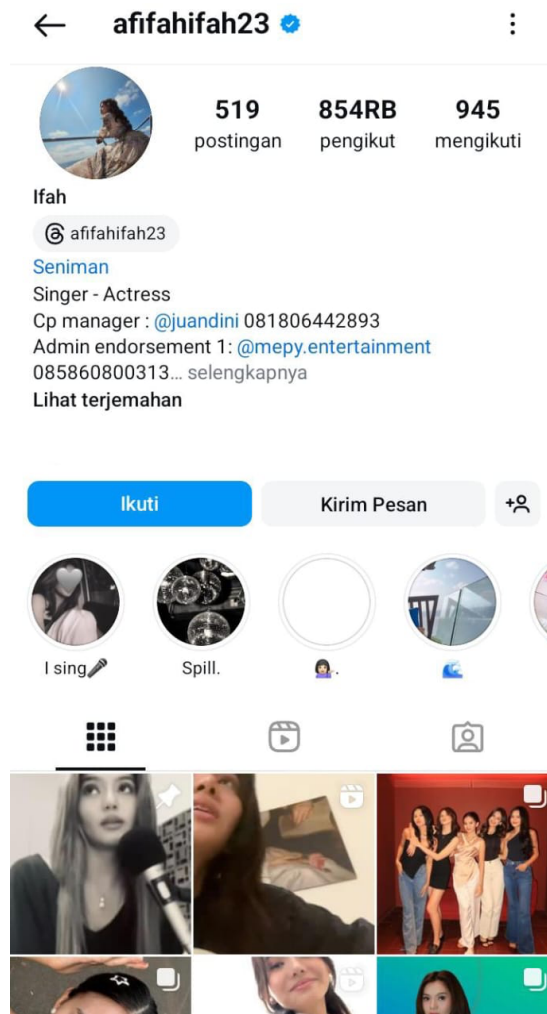 afifahifah23
519 854RB 945
postingan pengikut mengikuti
Ifah
afifahifah23
Seniman
Singer - Actress
Cp manager : @juandini 081806442893
Admin endorsement 1: @mepy.entertainment
085860800313... selengkapnya
Lihat terjemahan
Ikuti Kirim Pesan
I sing🎤 Spill. 💁🏻‍♀️. 🌊